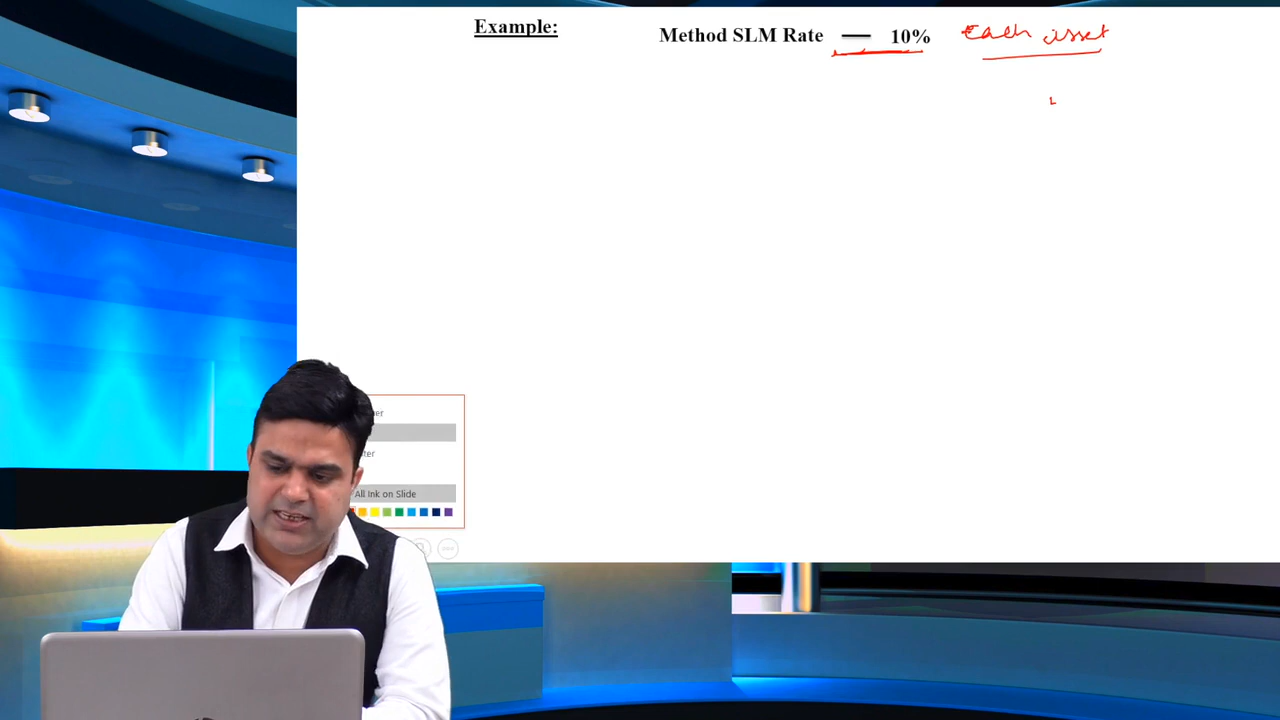 Example:
Method SLM Rate — 10% Each asset
All Ink on Slide